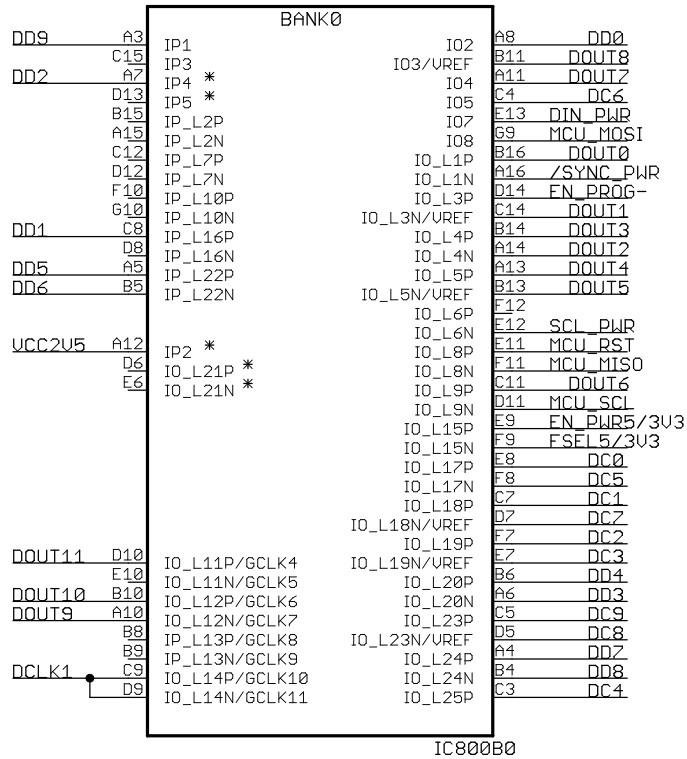 BANK0
DD9 A3 IP1 IO2 A8 DD0
C15 IP3 IO3/VREF B11 DOUT8
DD2 A7 IP4 * IO4 A11 DOUT7
D13 IP5 * IO5 C4 DC6
B15 IP_L2P IO7 E13 DIN_PWR
A15 IP_L2N IO8 G9 MCU_MOSI
C12 IP_L7P IO_L1P B16 DOUT0
D12 IP_L7N IO_L1N A16 /SYNC_PWR
F10 IP_L10P IO_L3P D14 EN_PROG-
G10 IP_L10N IO_L3N/VREF C14 DOUT1
DD1 C8 IP_L16P IO_L4P B14 DOUT3
D8 IP_L16N IO_L4N A14 DOUT2
DD5 A5 IP_L22P IO_L5P A13 DOUT4
DD6 B5 IP_L22N IO_L5N/VREF B13 DOUT5
IO_L6P F12
IO_L6N E12 SCL_PWR
VCC2V5 A12 IP2 * IO_L8P E11 MCU_RST
D6 IO_L21P * IO_L8N F11 MCU_MISO
E6 IO_L21N * IO_L9P C11 DOUT6
IO_L9N D11 MCU_SCL
IO_L15P E9 EN_PWR5/3V3
IO_L15N F9 FSEL5/3V3
IO_L17P E8 DC0
IO_L17N F8 DC5
IO_L18P C7 DC1
IO_L18N/VREF D7 DC7
IO_L19P F7 DC2
DOUT11 D10 IO_L11P/GCLK4 IO_L19N/VREF E7 DC3
E10 IO_L11N/GCLK5 IO_L20P B6 DD4
DOUT10 B10 IO_L12P/GCLK6 IO_L20N A6 DD3
DOUT9 A10 IO_L12N/GCLK7 IO_L23P C5 DC9
B8 IP_L13P/GCLK8 IO_L23N/VREF D5 DC8
B9 IP_L13N/GCLK9 IO_L24P A4 DD7
DCLK1 C9 IO_L14P/GCLK10 IO_L24N B4 DD8
D9 IO_L14N/GCLK11 IO_L25P C3 DC4
IC800B0